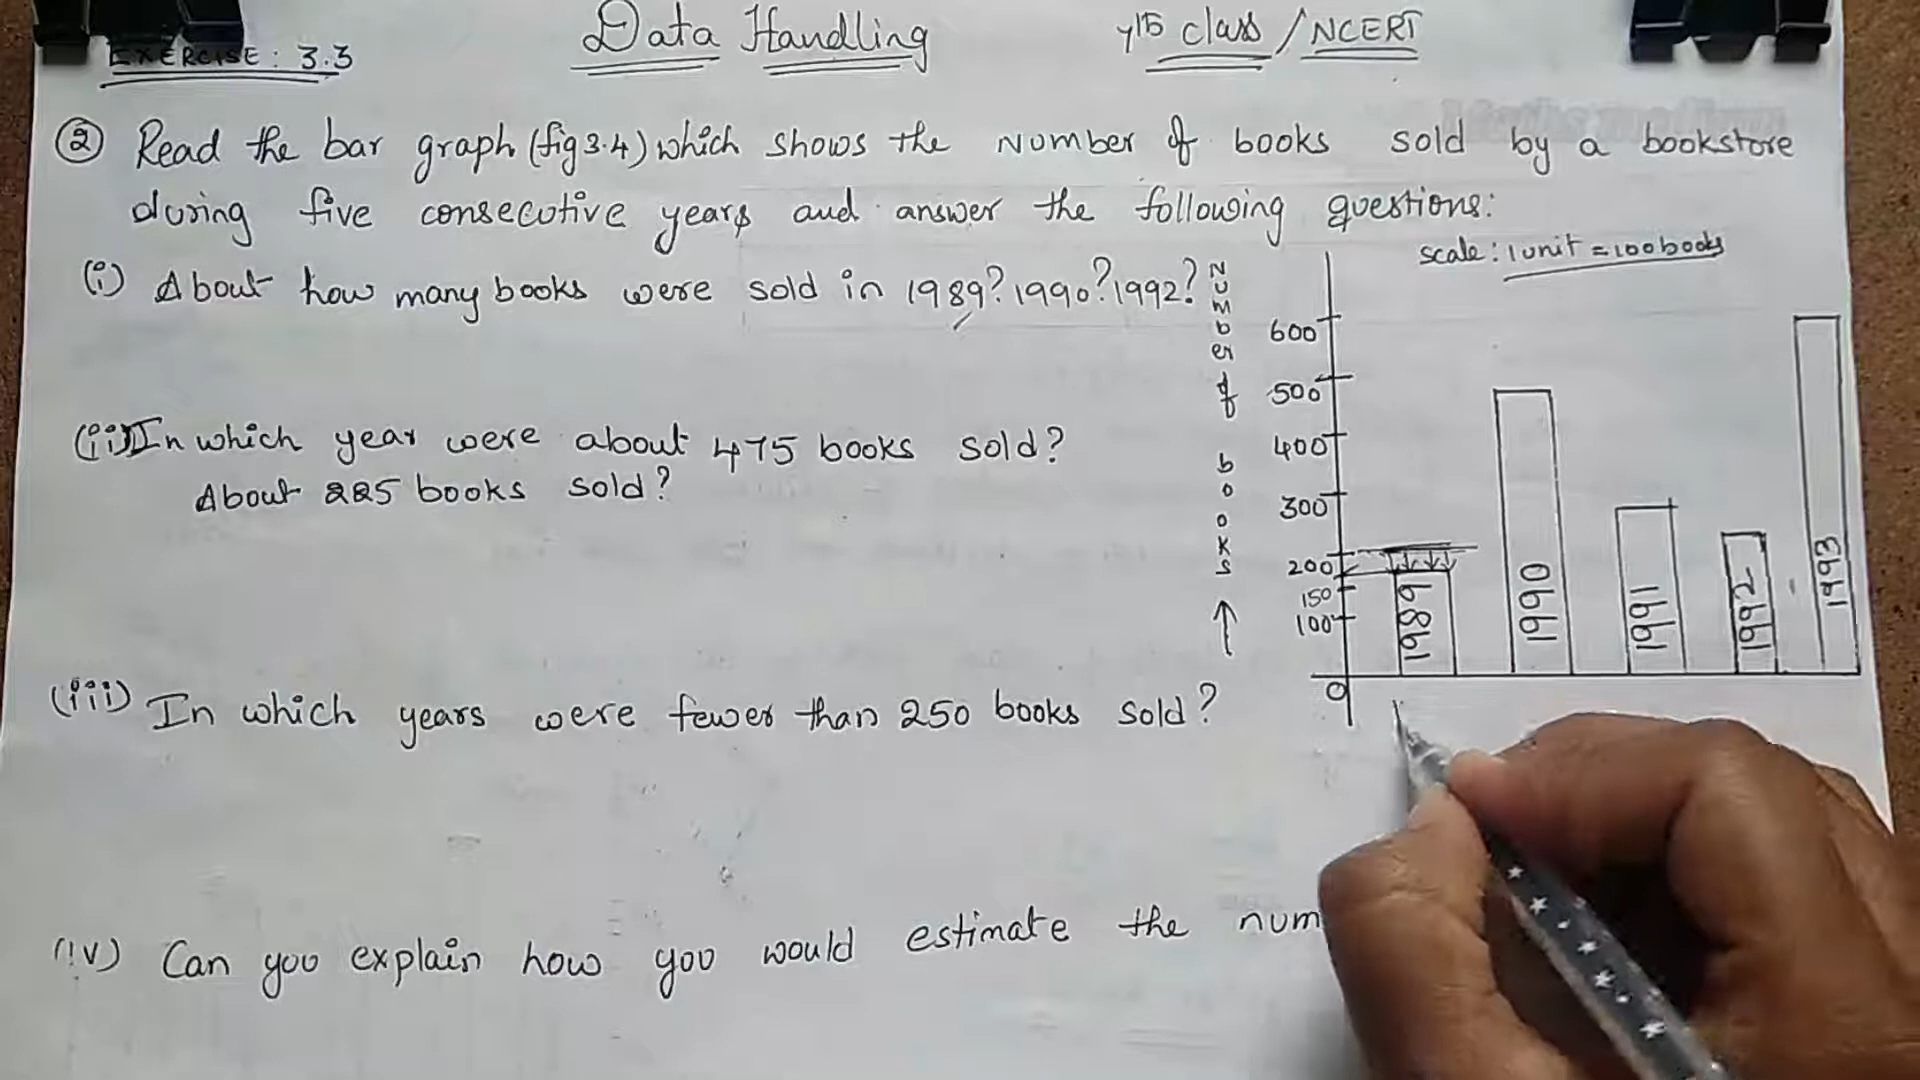 EXERCISE : 3.3
Data Handling
7th class / NCERT
② Read the bar graph (fig 3.4) which shows the Number of books sold by a bookstore
during five consecutive years and answer the following questions:
scale : 1 unit = 100 books
(i) About how many books were sold in 1989? 1990? 1992?
(ii) In which year were about 475 books sold?
About 225 books sold?
(iii) In which years were fewer than 250 books sold?
(iv) Can you explain how you would estimate the num
Number of books →
600
500
400
300
200
150
100
0
1989
1990
1991
1992
1993